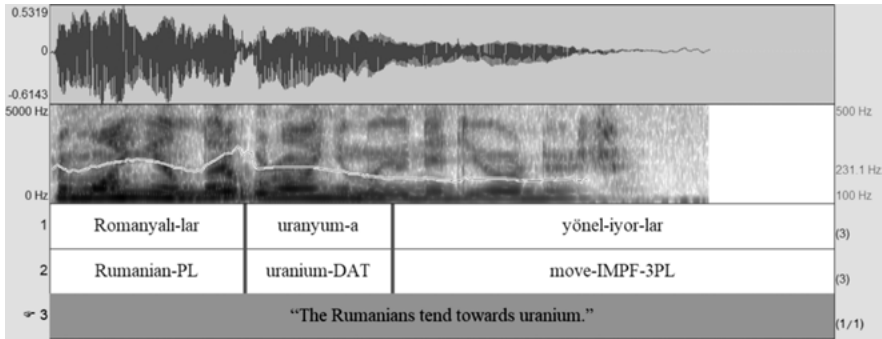 0.5319
0
-0.6143
5000 Hz 500 Hz
231.1 Hz
0 Hz 100 Hz
1 Romanyalı-lar uranyum-a yönel-iyor-lar (3)
2 Rumanian-PL uranium-DAT move-IMPF-3PL (3)
☞ 3 “The Rumanians tend towards uranium.” (1/1)